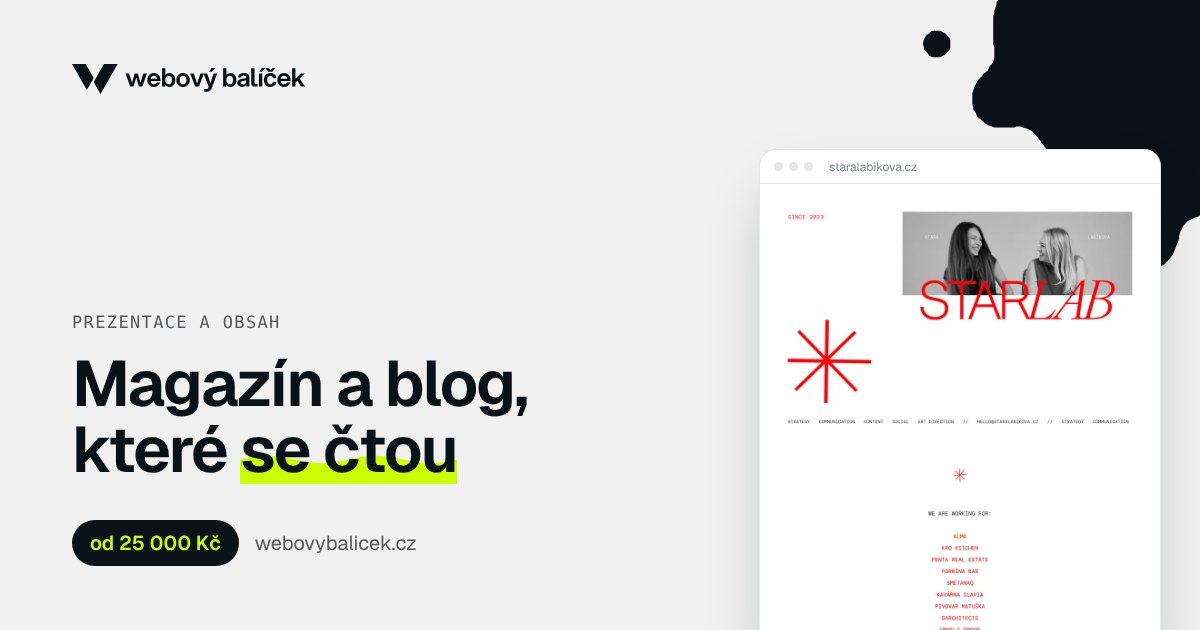 webový balíček
PREZENTACE A OBSAH
Magazín a blog,
které se čtou
od 25 000 Kč
webovybalicek.cz
staralabikova.cz
SINCE 2023
STARÁ
LABÍKOVÁ
STARLAB
STRATEGY COMMUNICATION CONTENT SOCIAL ART DIRECTION // HELLO@STARALABIKOVA.CZ // STRATEGY COMMUNICATION
WE ARE WORKING FOR:
ALMA
KRO KITCHEN
PENTA REAL ESTATE
FORBÍNA BAR
SMETANAQ
KAVÁRNA SLAVIA
PIVOVAR MATUŠKA
DARCHITECTS